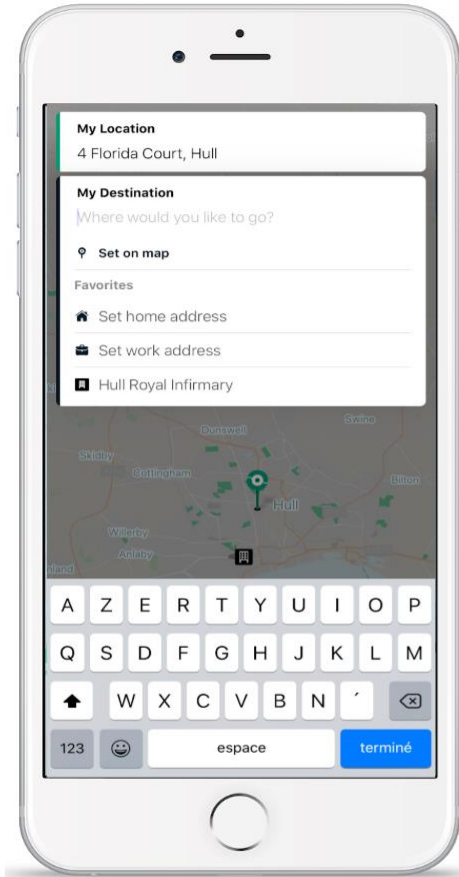 My Location
4 Florida Court, Hull
My Destination
Where would you like to go?
Set on map
Favorites
Set home address
Set work address
Hull Royal Infirmary
Dunswell
Swine
Skidby
Cottingham
Bilton
Hull
Willerby
Anlaby
A Z E R T Y U I O P
Q S D F G H J K L M
W X C V B N ´
123 espace terminé